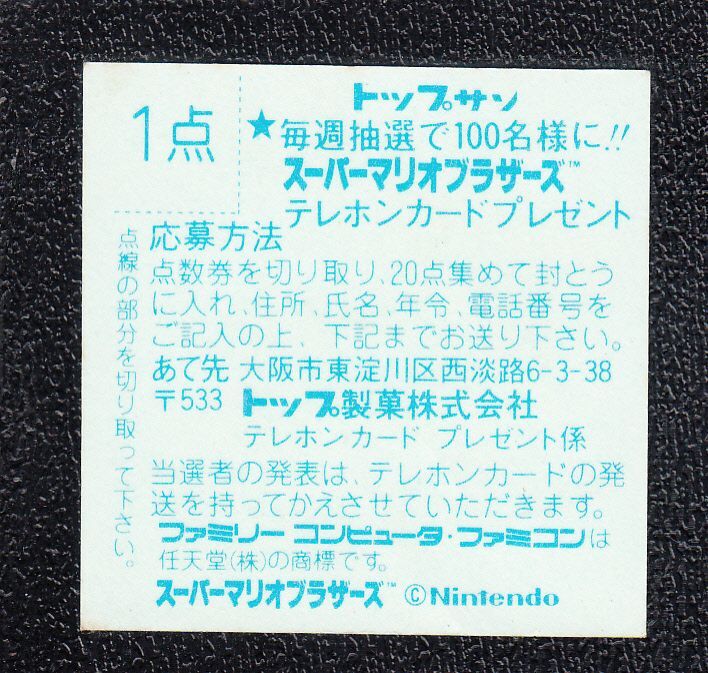 1点
トップサン
★毎週抽選で100名様に!!
スーパーマリオブラザーズ™
テレホンカードプレゼント
点線の部分を切り取って下さい。
応募方法
点数券を切り取り、20点集めて封とう
に入れ、住所、氏名、年令、電話番号を
ご記入の上、下記までお送り下さい。
あて先 大阪市東淀川区西淡路6-3-38
〒533 トップ製菓株式会社
テレホンカード プレゼント係
当選者の発表は、テレホンカードの発
送を持ってかえさせていただきます。
ファミリー コンピュータ・ファミコンは
任天堂(株)の商標です。
スーパーマリオブラザーズ™ ©Nintendo